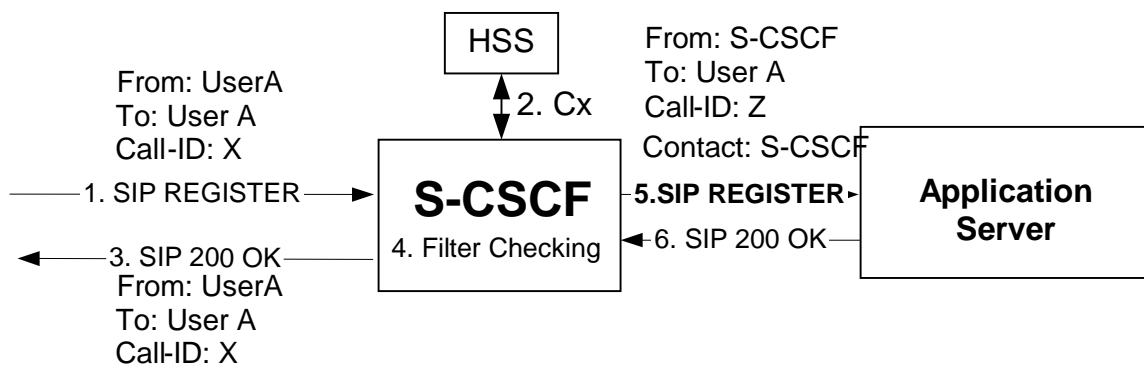 HSS
2. Cx
From: UserA
To: User A
Call-ID: X
1. SIP REGISTER
3. SIP 200 OK
From: UserA
To: User A
Call-ID: X
S-CSCF
4. Filter Checking
From: S-CSCF
To: User A
Call-ID: Z
Contact: S-CSCF
5.SIP REGISTER
6. SIP 200 OK
Application
Server